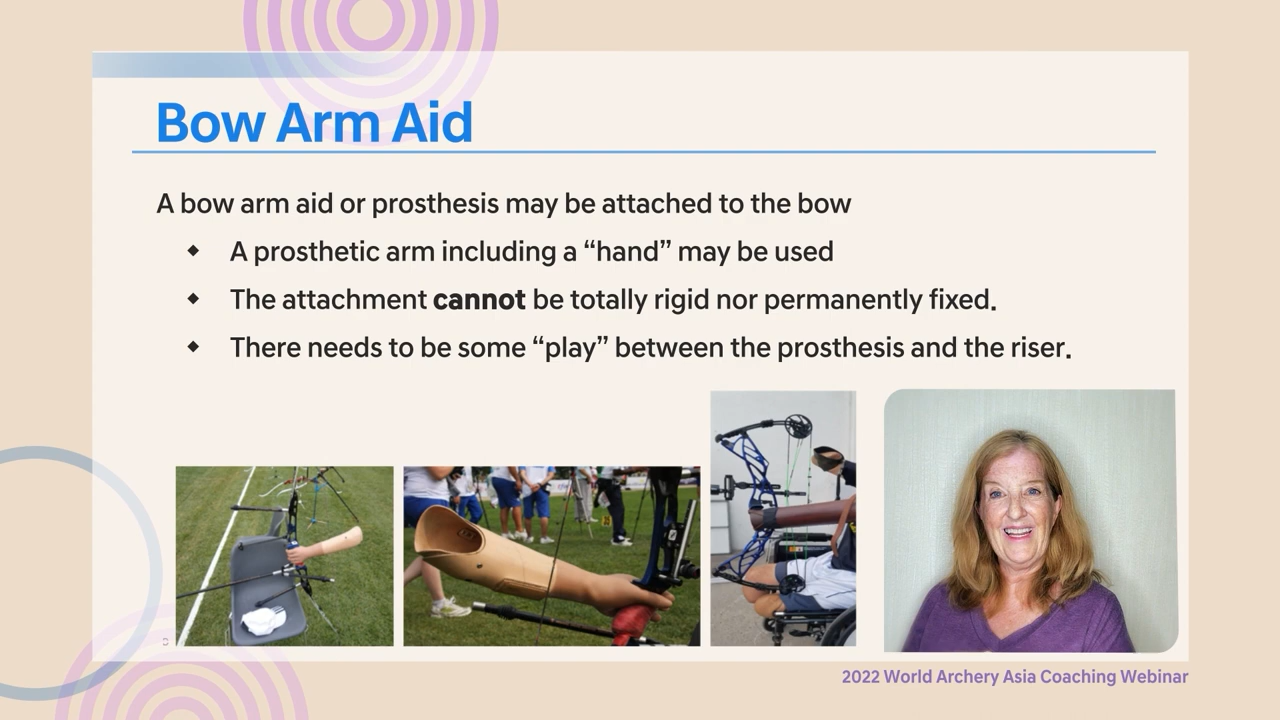 Bow Arm Aid
A bow arm aid or prosthesis may be attached to the bow
◆ A prosthetic arm including a “hand” may be used
◆ The attachment cannot be totally rigid nor permanently fixed.
◆ There needs to be some “play” between the prosthesis and the riser.
3
2022 World Archery Asia Coaching Webinar